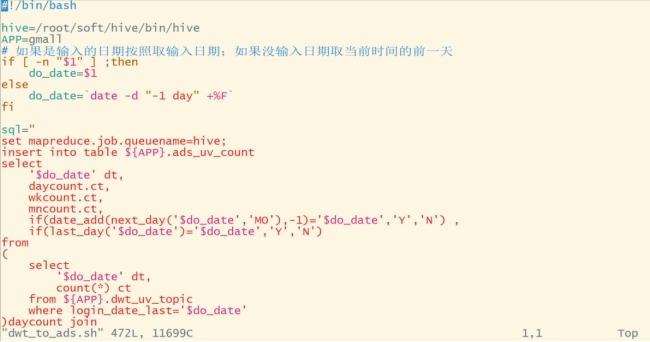 #!/bin/bash
hive=/root/soft/hive/bin/hive
APP=gmall
# 如果是输入的日期按照取输入日期；如果没输入日期取当前时间的前一天
if [ -n "$1" ] ;then
    do_date=$1
else
    do_date=`date -d "-1 day" +%F`
fi
sql="
set mapreduce.job.queuename=hive;
insert into table ${APP}.ads_uv_count
select
    '$do_date' dt,
    daycount.ct,
    wkcount.ct,
    mncount.ct,
    if(date_add(next_day('$do_date','MO'),-1)='$do_date','Y','N') ,
    if(last_day('$do_date')='$do_date','Y','N')
from
(
    select
        '$do_date' dt,
        count(*) ct
    from ${APP}.dwt_uv_topic
    where login_date_last='$do_date'
)daycount join
"dwt_to_ads.sh" 472L, 11699C 1,1 Top